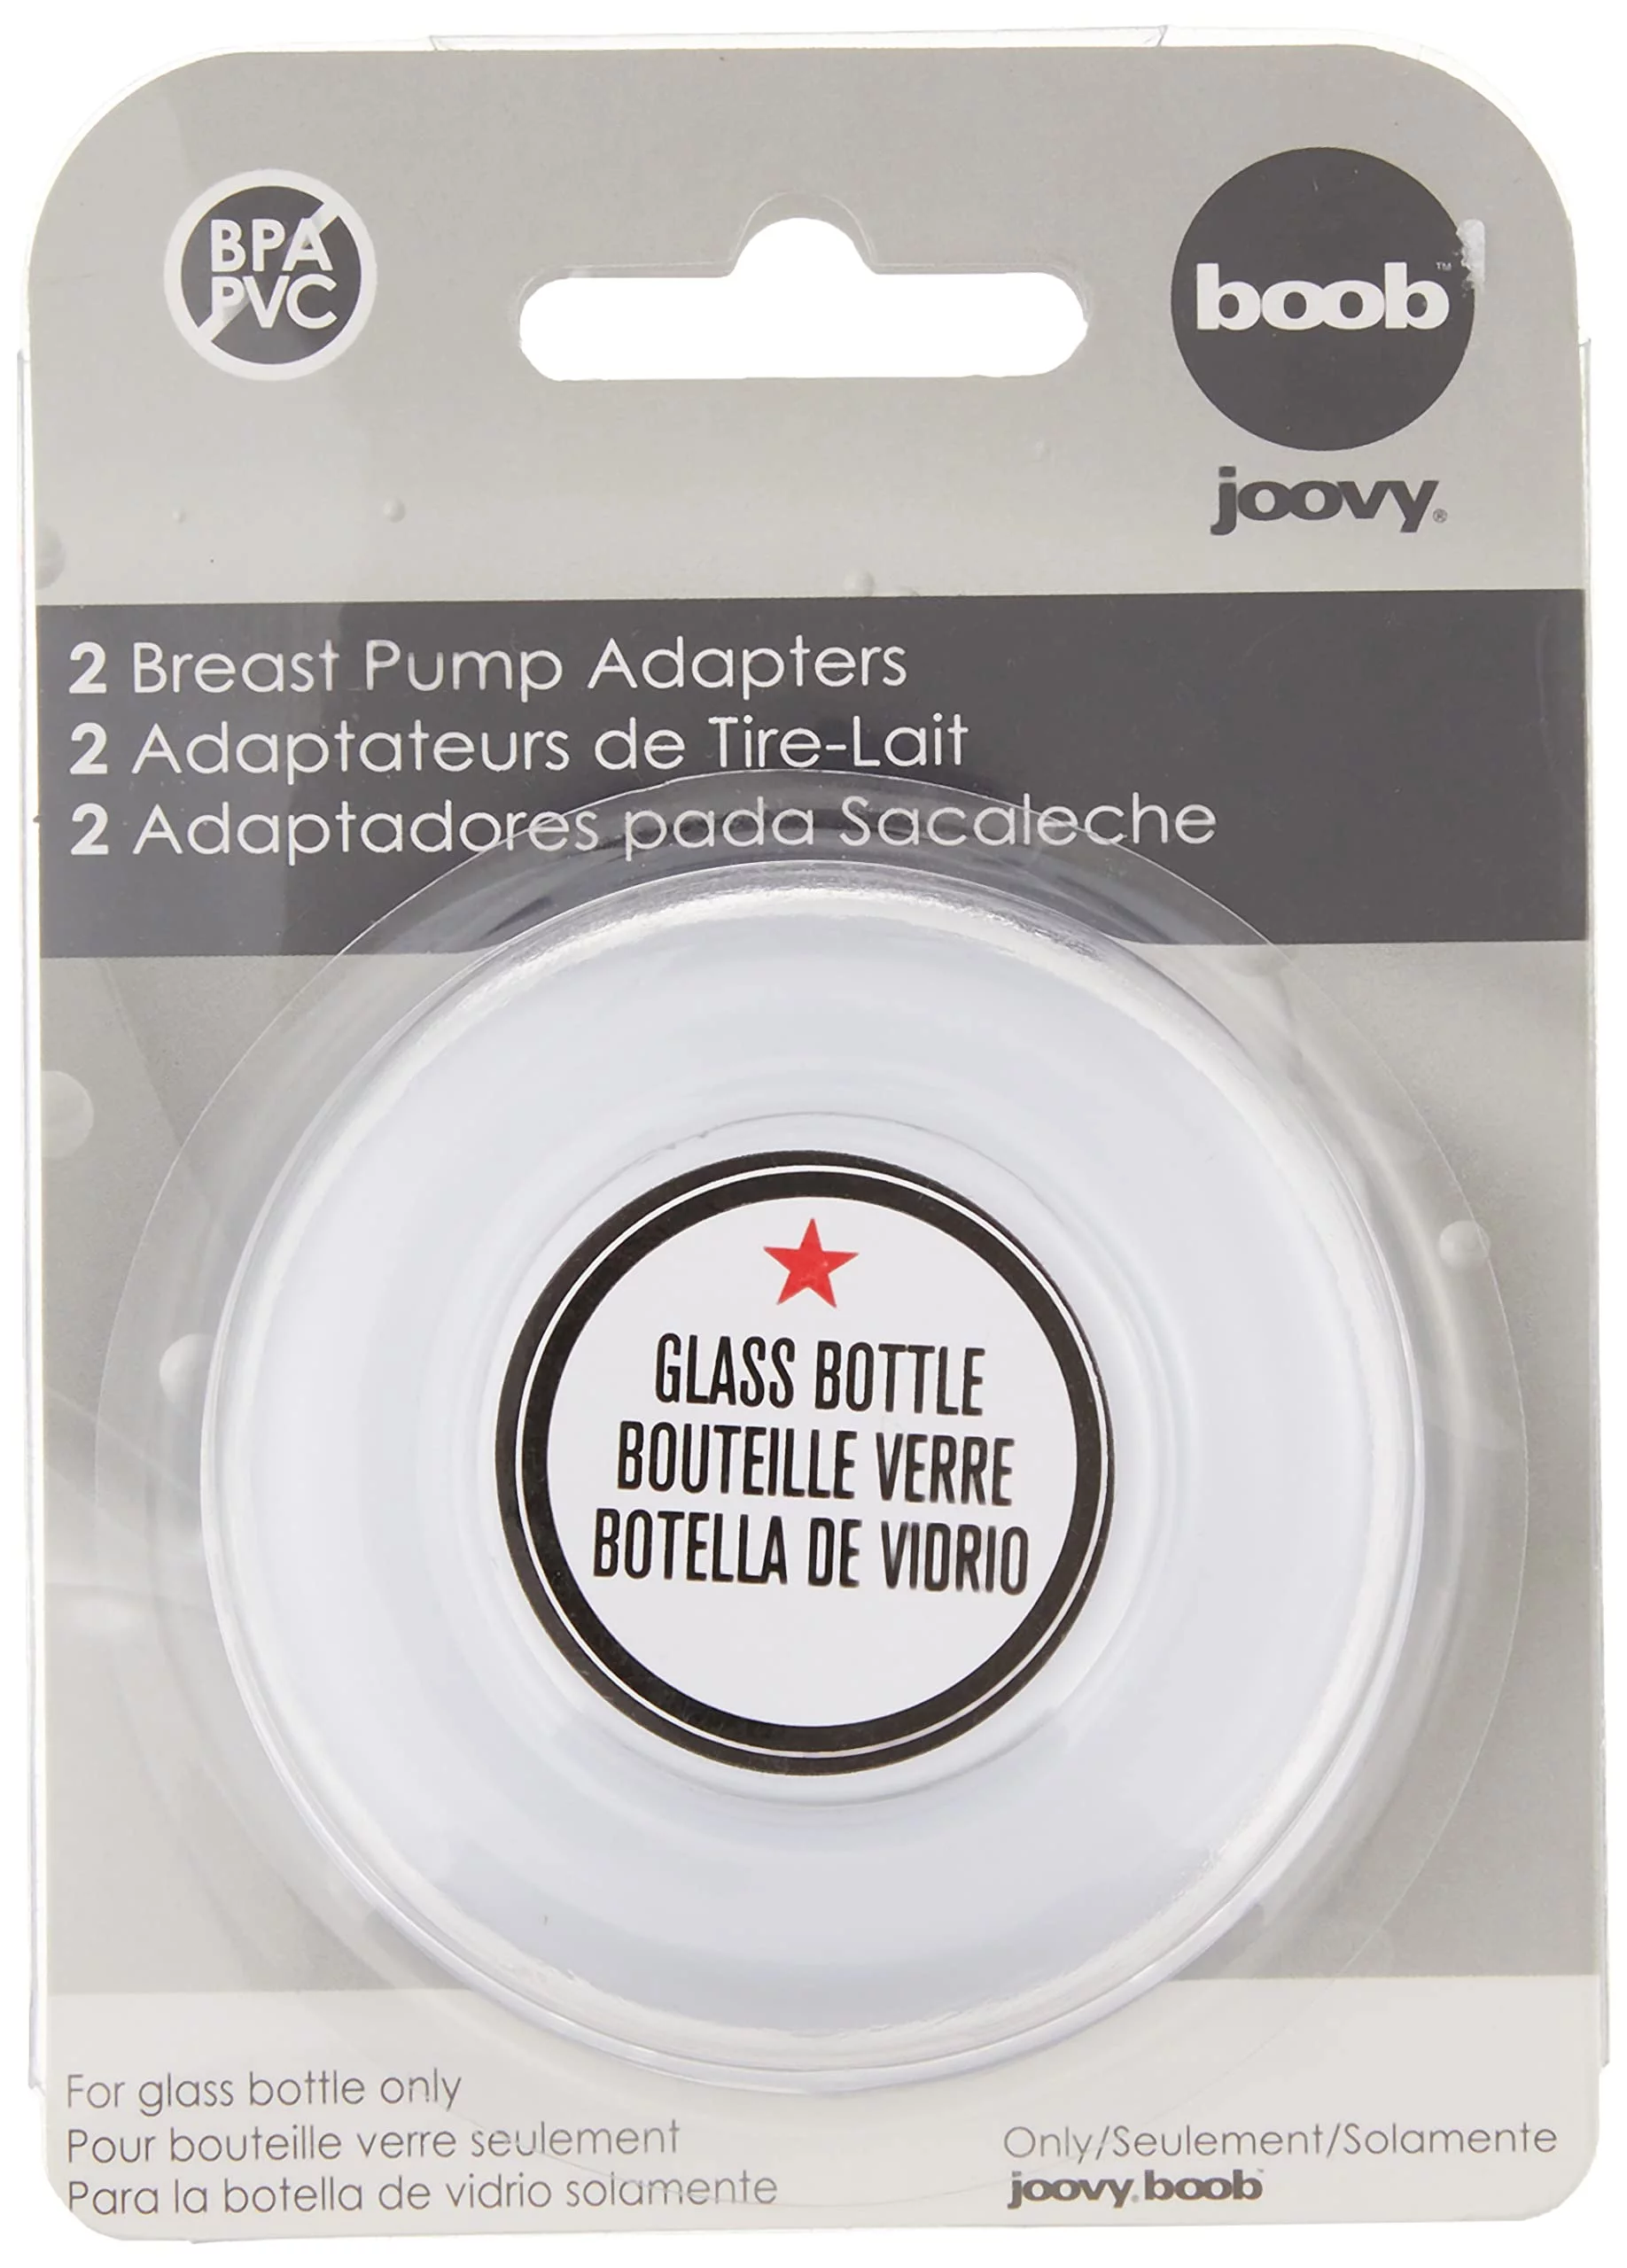 BPA
PVC
boob™
joovy®
2 Breast Pump Adapters
2 Adaptateurs de Tire-Lait
2 Adaptadores pada Sacaleche
GLASS BOTTLE
BOUTEILLE VERRE
BOTELLA DE VIDRIO
For glass bottle only
Pour bouteille verre seulement
Para la botella de vidrio solamente
Only/Seulement/Solamente
joovy® boob™